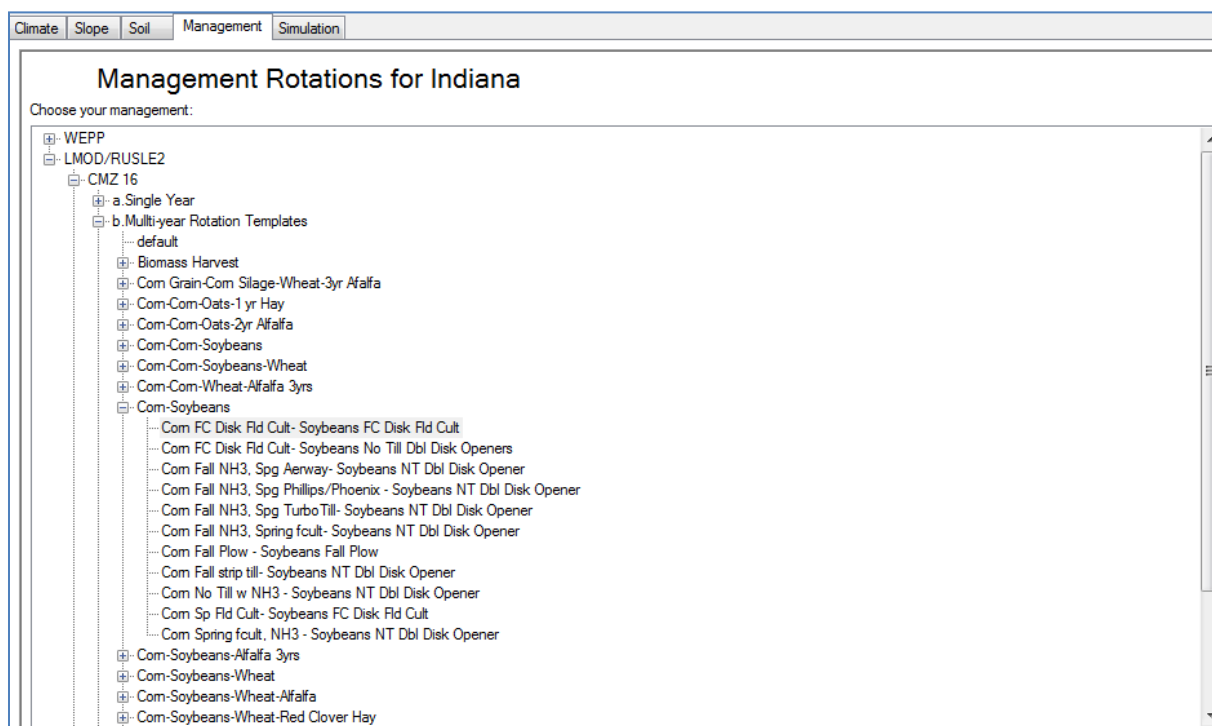 Climate Slope Soil Management Simulation
Management Rotations for Indiana
Choose your management:
WEPP
LMOD/RUSLE2
CMZ 16
a.Single Year
b.Mullti-year Rotation Templates
default
Biomass Harvest
Corn Grain-Corn Silage-Wheat-3yr Afalfa
Corn-Corn-Oats-1 yr Hay
Corn-Corn-Oats-2yr Alfalfa
Corn-Corn-Soybeans
Corn-Corn-Soybeans-Wheat
Corn-Corn-Wheat-Alfalfa 3yrs
Corn-Soybeans
Corn FC Disk Fld Cult- Soybeans FC Disk Fld Cult
Corn FC Disk Fld Cult- Soybeans No Till Dbl Disk Openers
Corn Fall NH3, Spg Aerway- Soybeans NT Dbl Disk Opener
Corn Fall NH3, Spg Phillips/Phoenix - Soybeans NT Dbl Disk Opener
Corn Fall NH3, Spg TurboTill- Soybeans NT Dbl Disk Opener
Corn Fall NH3, Spring fcult- Soybeans NT Dbl Disk Opener
Corn Fall Plow - Soybeans Fall Plow
Corn Fall strip till- Soybeans NT Dbl Disk Opener
Corn No Till w NH3 - Soybeans NT Dbl Disk Opener
Corn Sp Fld Cult- Soybeans FC Disk Fld Cult
Corn Spring fcult, NH3 - Soybeans NT Dbl Disk Opener
Corn-Soybeans-Alfalfa 3yrs
Corn-Soybeans-Wheat
Corn-Soybeans-Wheat-Alfalfa
Corn-Soybeans-Wheat-Red Clover Hay